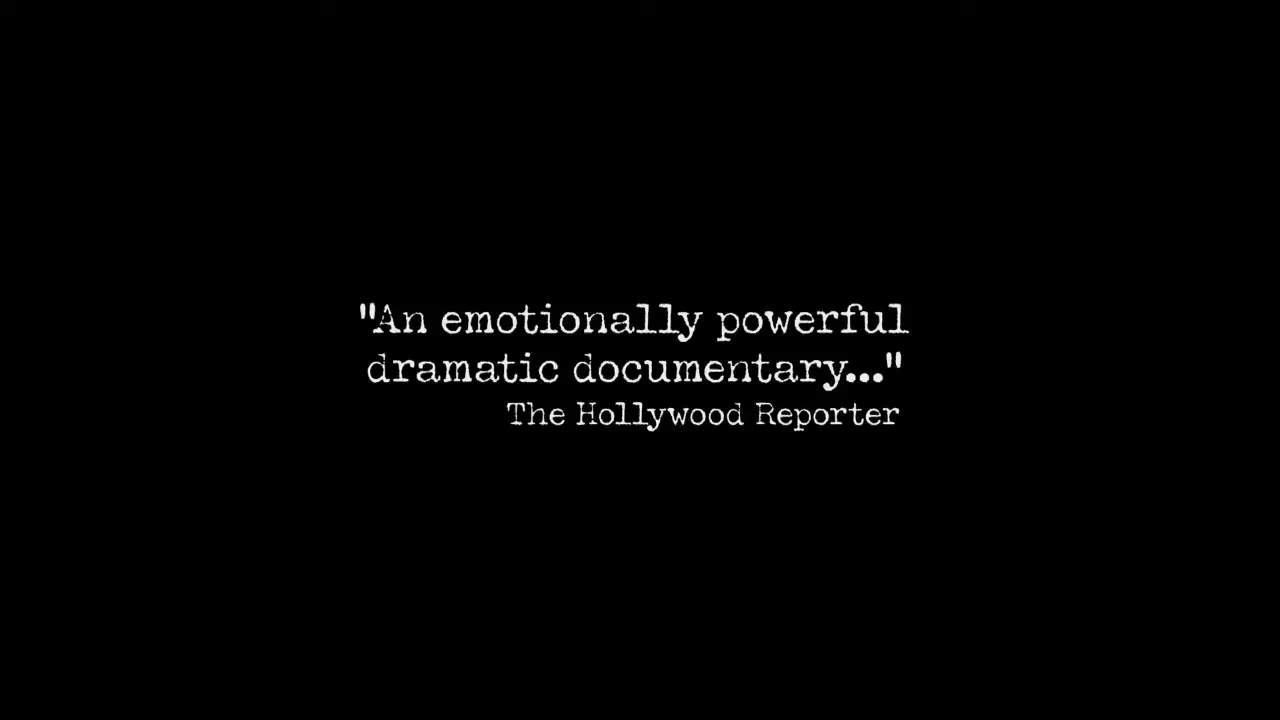 "An emotionally powerful
dramatic documentary..."
The Hollywood Reporter